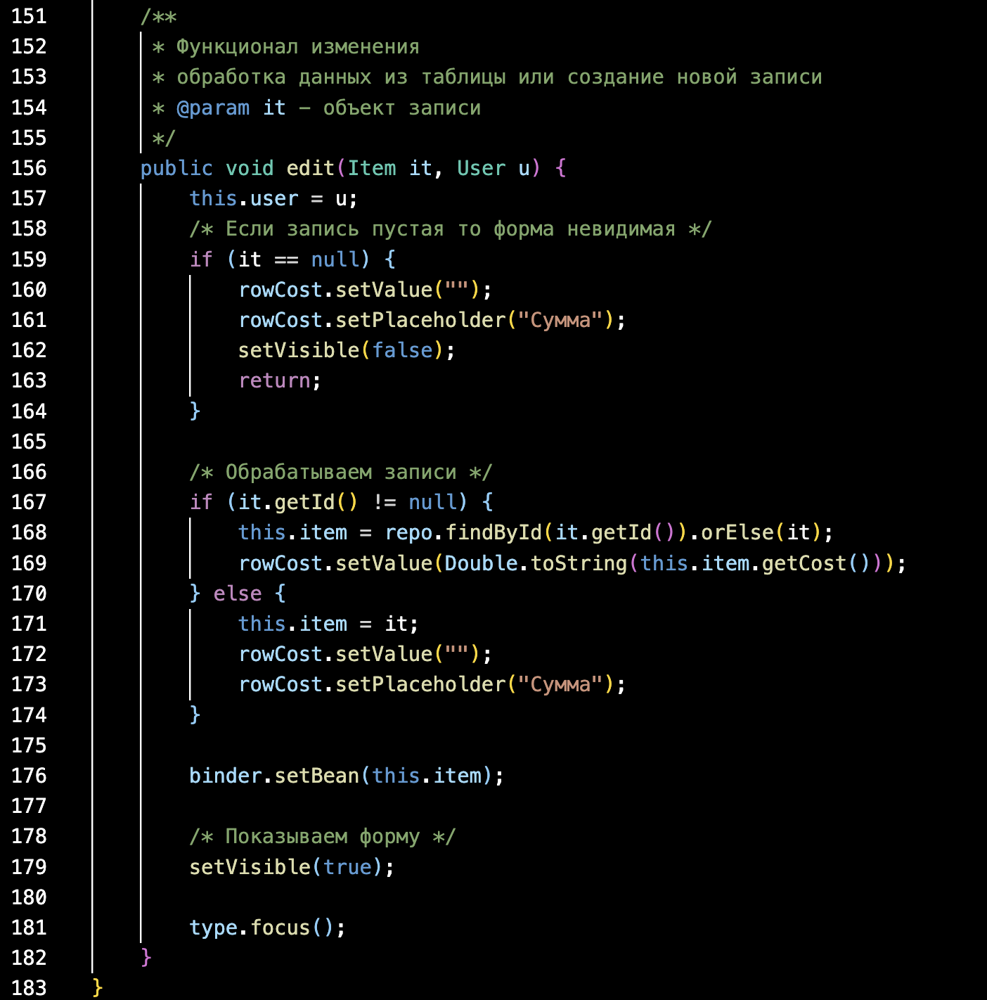 151 /**
152 * Функционал изменения
153 * обработка данных из таблицы или создание новой записи
154 * @param it – объект записи
155 */
156 public void edit(Item it, User u) {
157 this.user = u;
158 /* Если запись пустая то форма невидимая */
159 if (it == null) {
160 rowCost.setValue("");
161 rowCost.setPlaceholder("Сумма");
162 setVisible(false);
163 return;
164 }
165
166 /* Обрабатываем записи */
167 if (it.getId() != null) {
168 this.item = repo.findById(it.getId()).orElse(it);
169 rowCost.setValue(Double.toString(this.item.getCost()));
170 } else {
171 this.item = it;
172 rowCost.setValue("");
173 rowCost.setPlaceholder("Сумма");
174 }
175
176 binder.setBean(this.item);
177
178 /* Показываем форму */
179 setVisible(true);
180
181 type.focus();
182 }
183 }